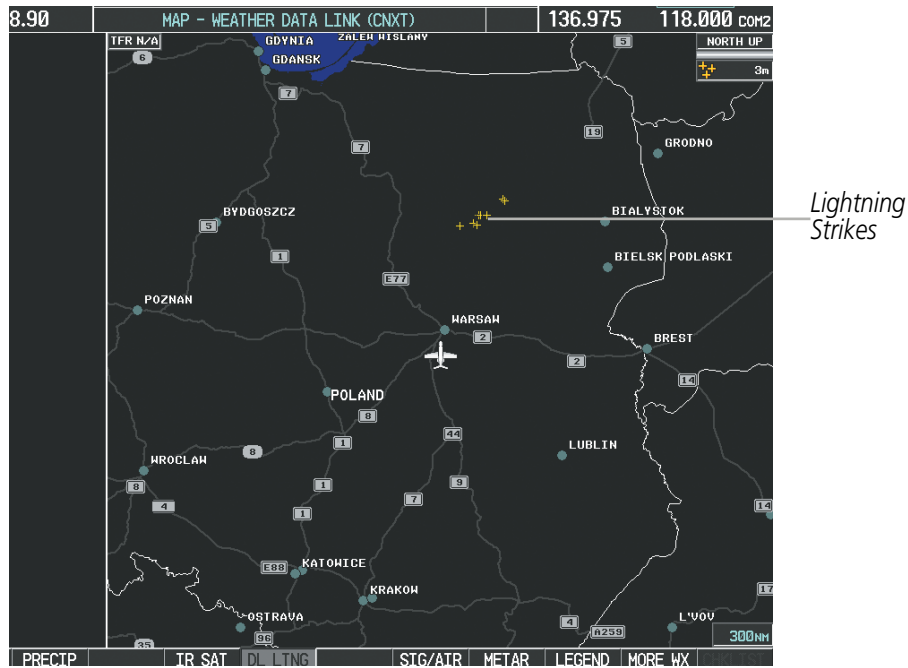 8.90 MAP - WEATHER DATA LINK (CNXT) 136.975 118.000 COM2
TFR N/A
NORTH UP
3m
GDYNIA
ZALEW WISLANY
GDANSK
6
5
7
19
7
GRODNO
BYDGOSZCZ
5
BIALYSTOK
Lightning
Strikes
1
BIELSK PODLASKI
E77
POZNAN
WARSAW
2
BREST
2
14
POLAND
8
1
44
8
LUBLIN
WROCLAW
8
1
9
4
7
14
1
E88
KATOWICE
KRAKOW
17
OSTRAVA
4
A259
L'VOV
96
35
300NM
PRECIP IR SAT DL LTNG SIG/AIR METAR LEGEND MORE WX